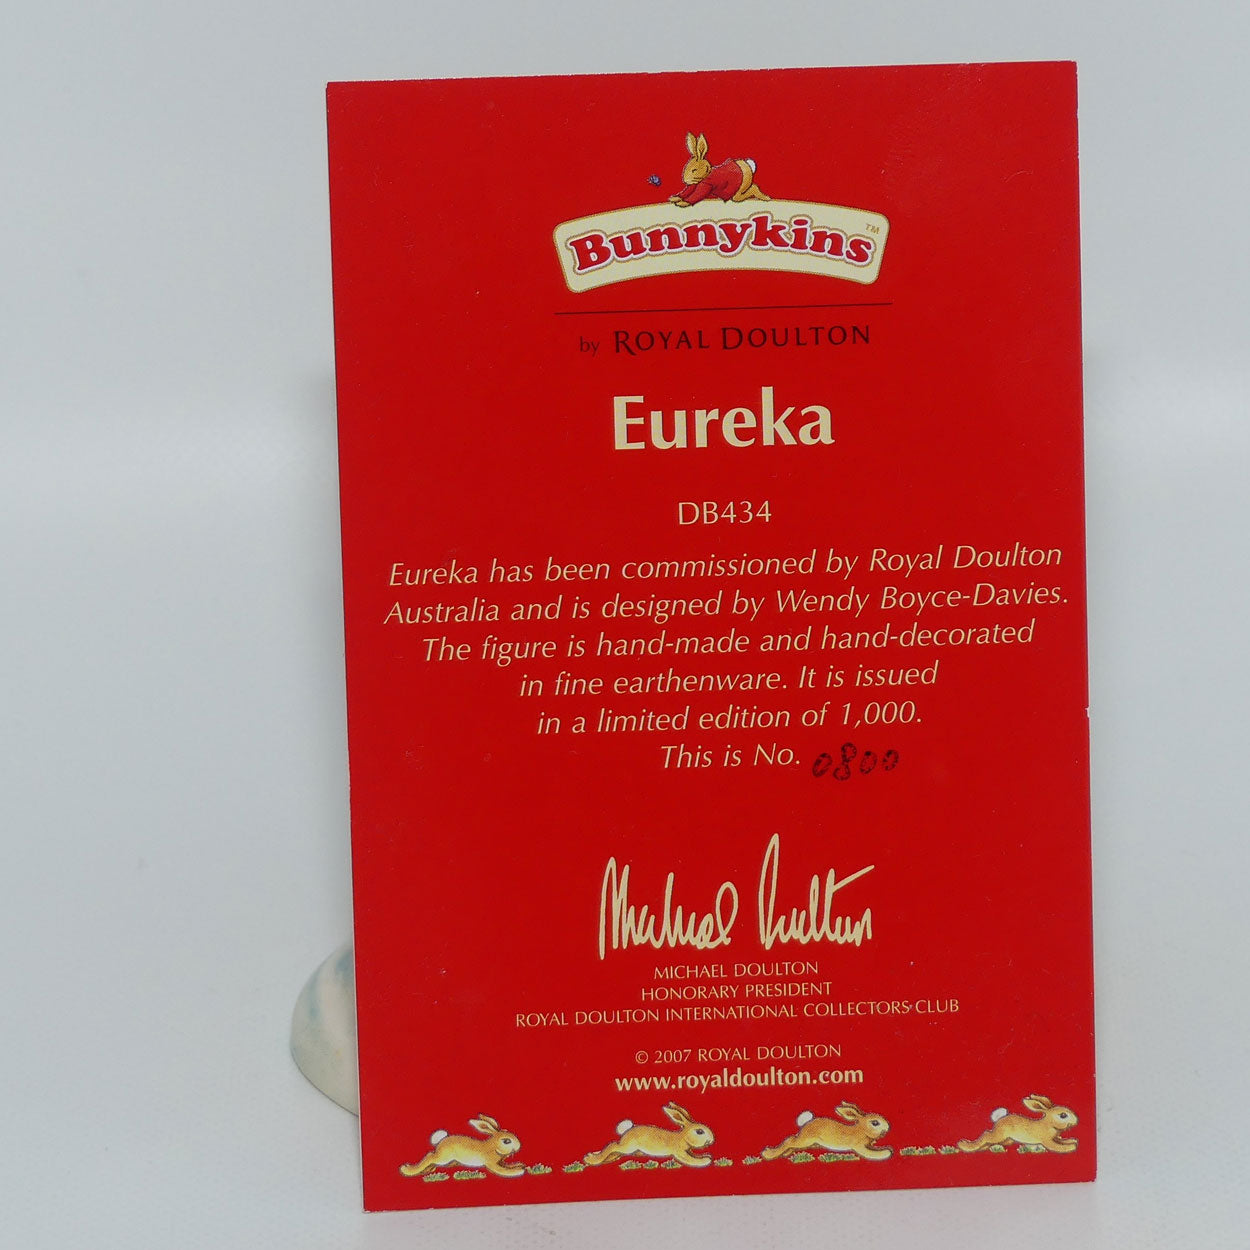 Bunnykins™
by ROYAL DOULTON
Eureka
DB434
Eureka has been commissioned by Royal Doulton
Australia and is designed by Wendy Boyce-Davies.
The figure is hand-made and hand-decorated
in fine earthenware. It is issued
in a limited edition of 1,000.
This is No. 0800
Michael Doulton
MICHAEL DOULTON
HONORARY PRESIDENT
ROYAL DOULTON INTERNATIONAL COLLECTORS' CLUB
© 2007 ROYAL DOULTON
www.royaldoulton.com